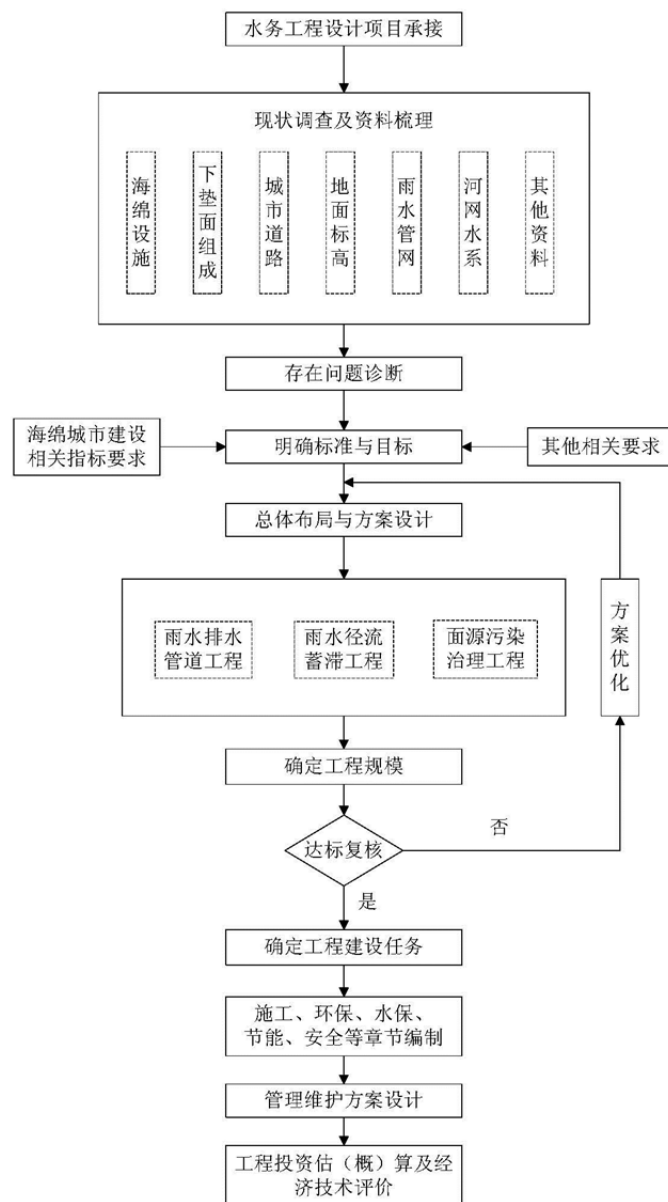 水务工程设计项目承接
现状调查及资料梳理
海绵设施
下垫面组成
城市道路
地面标高
雨水管网
河网水系
其他资料
存在问题诊断
海绵城市建设
相关指标要求
明确标准与目标
其他相关要求
总体布局与方案设计
雨水排水
管道工程
雨水径流
蓄滞工程
面源污染
治理工程
方案优化
确定工程规模
达标复核
否
是
确定工程建设任务
施工、环保、水保、
节能、安全等章节编制
管理维护方案设计
工程投资估（概）算及经
济技术评价